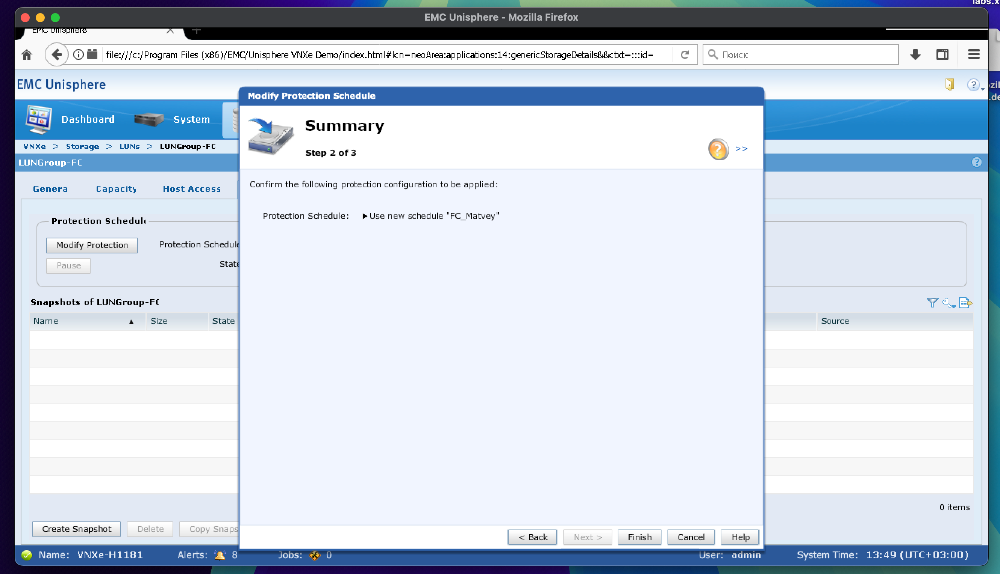 labs.x
EMC Unisphere - Mozilla Firefox
EMC Unisphere
file:///c:/Program Files (x86)/EMC/Unisphere VNXe Demo/index.html#lcn=neoArea:applications:14:genericStorageDetails&&ctxt=:::id=
Поиск
EMC Unisphere
ozil
.de
Modify Protection Schedule
Dashboard
System
Summary
Step 2 of 3
>>
VNXe > Storage > LUNs > LUNGroup-FC
LUNGroup-FC
Genera
Capacity
Host Access
Confirm the following protection configuration to be applied:
Protection Schedule: Use new schedule "FC_Matvey"
Protection Schedul
Modify Protection
Protection Schedule
Pause
State
Snapshots of LUNGroup-FC
Name
Size
State
Source
0 items
Create Snapshot
Delete
Copy Snaps
< Back
Next >
Finish
Cancel
Help
Name: VNXe-H1181
Alerts: 8
Jobs: 0
User: admin
System Time: 13:49 (UTC+03:00)